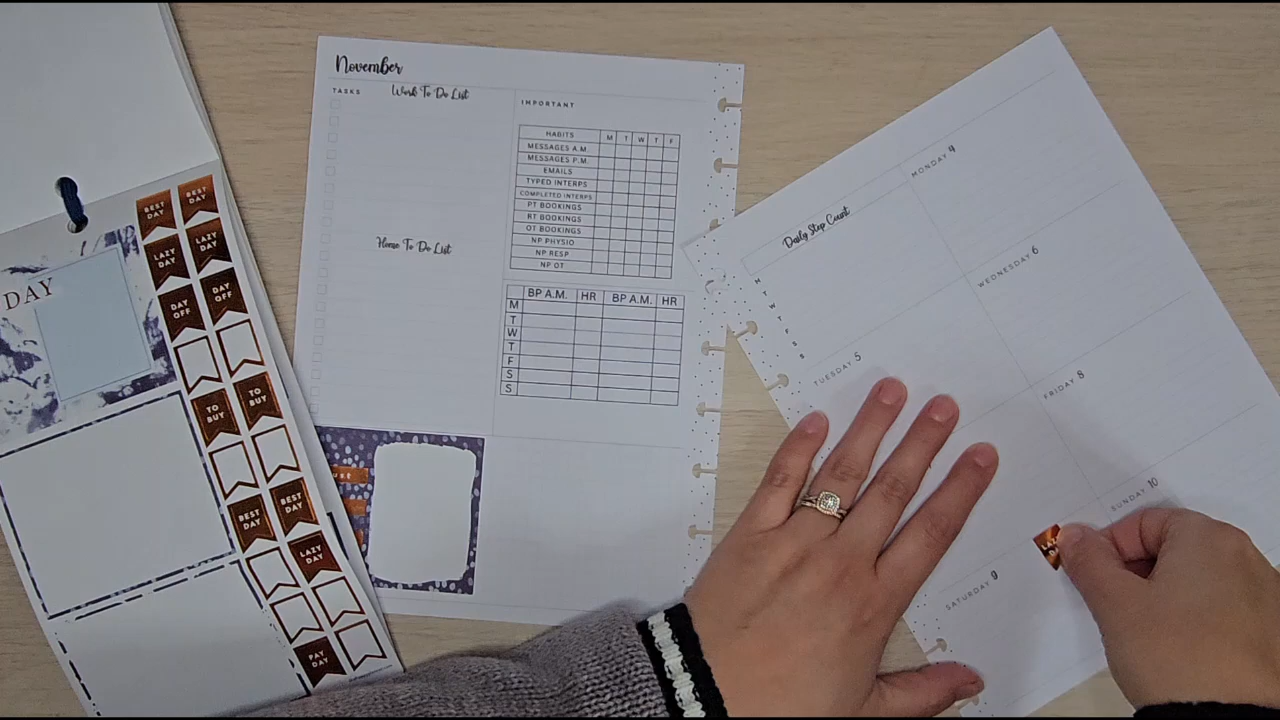 DAY
BEST DAY
BEST DAY
LAZY DAY
LAZY DAY
DAY OFF
DAY OFF
TO BUY
TO BUY
BEST DAY
BEST DAY
LAZY DAY
PAY DAY
November
TASKS
Work To Do List
Home To Do List
IMPORTANT
HABITS M T W T F
MESSAGES A.M.
MESSAGES P.M.
EMAILS
TYPED INTERPS
COMPLETED INTERPS
PT BOOKINGS
RT BOOKINGS
OT BOOKINGS
NP PHYSIO
NP RESP
NP OT
BP A.M. HR BP A.M. HR
M
T
W
T
F
S
S
Daily Step Count
M
T
W
T
F
S
S
MONDAY 4
TUESDAY 5
WEDNESDAY 6
FRIDAY 8
SATURDAY 9
SUNDAY 10